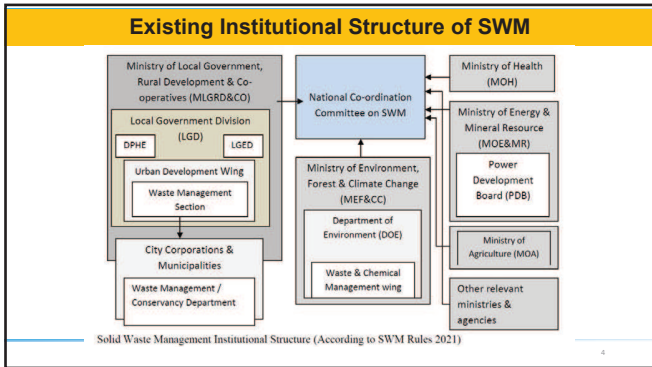 Existing Institutional Structure of SWM
Ministry of Local Government,
Rural Development & Co-
operatives (MLGRD&CO)
Local Government Division
(LGD)
DPHE
LGED
Urban Development Wing
Waste Management
Section
City Corporations &
Municipalities
Waste Management /
Conservancy Department
National Co-ordination
Committee on SWM
Ministry of Environment,
Forest & Climate Change
(MEF&CC)
Department of
Environment (DOE)
Waste & Chemical
Management wing
Ministry of Health
(MOH)
Ministry of Energy &
Mineral Resource
(MOE&MR)
Power
Development
Board (PDB)
Ministry of
Agriculture (MOA)
Other relevant
ministries &
agencies
Solid Waste Management Institutional Structure (According to SWM Rules 2021)
4